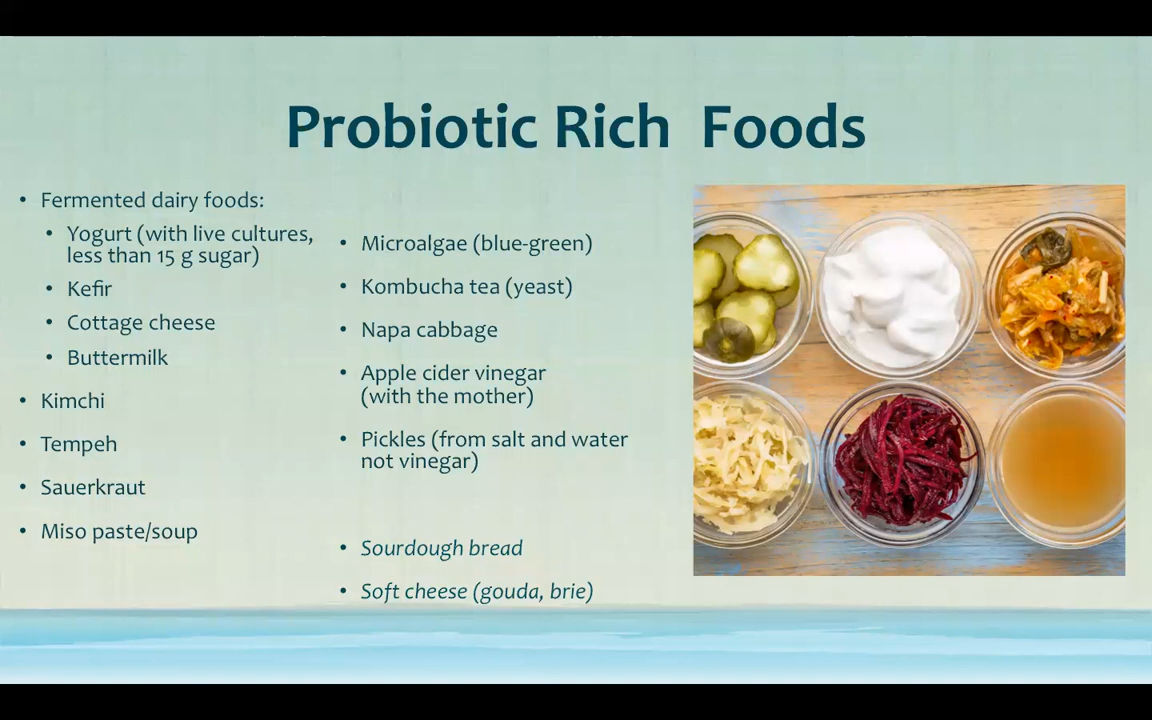 Probiotic Rich  Foods
• Fermented dairy foods:
• Yogurt (with live cultures,
less than 15 g sugar)
• Kefir
• Cottage cheese
• Buttermilk
• Kimchi
• Tempeh
• Sauerkraut
• Miso paste/soup
• Microalgae (blue-green)
• Kombucha tea (yeast)
• Napa cabbage
• Apple cider vinegar
(with the mother)
• Pickles (from salt and water
not vinegar)
• Sourdough bread
• Soft cheese (gouda, brie)